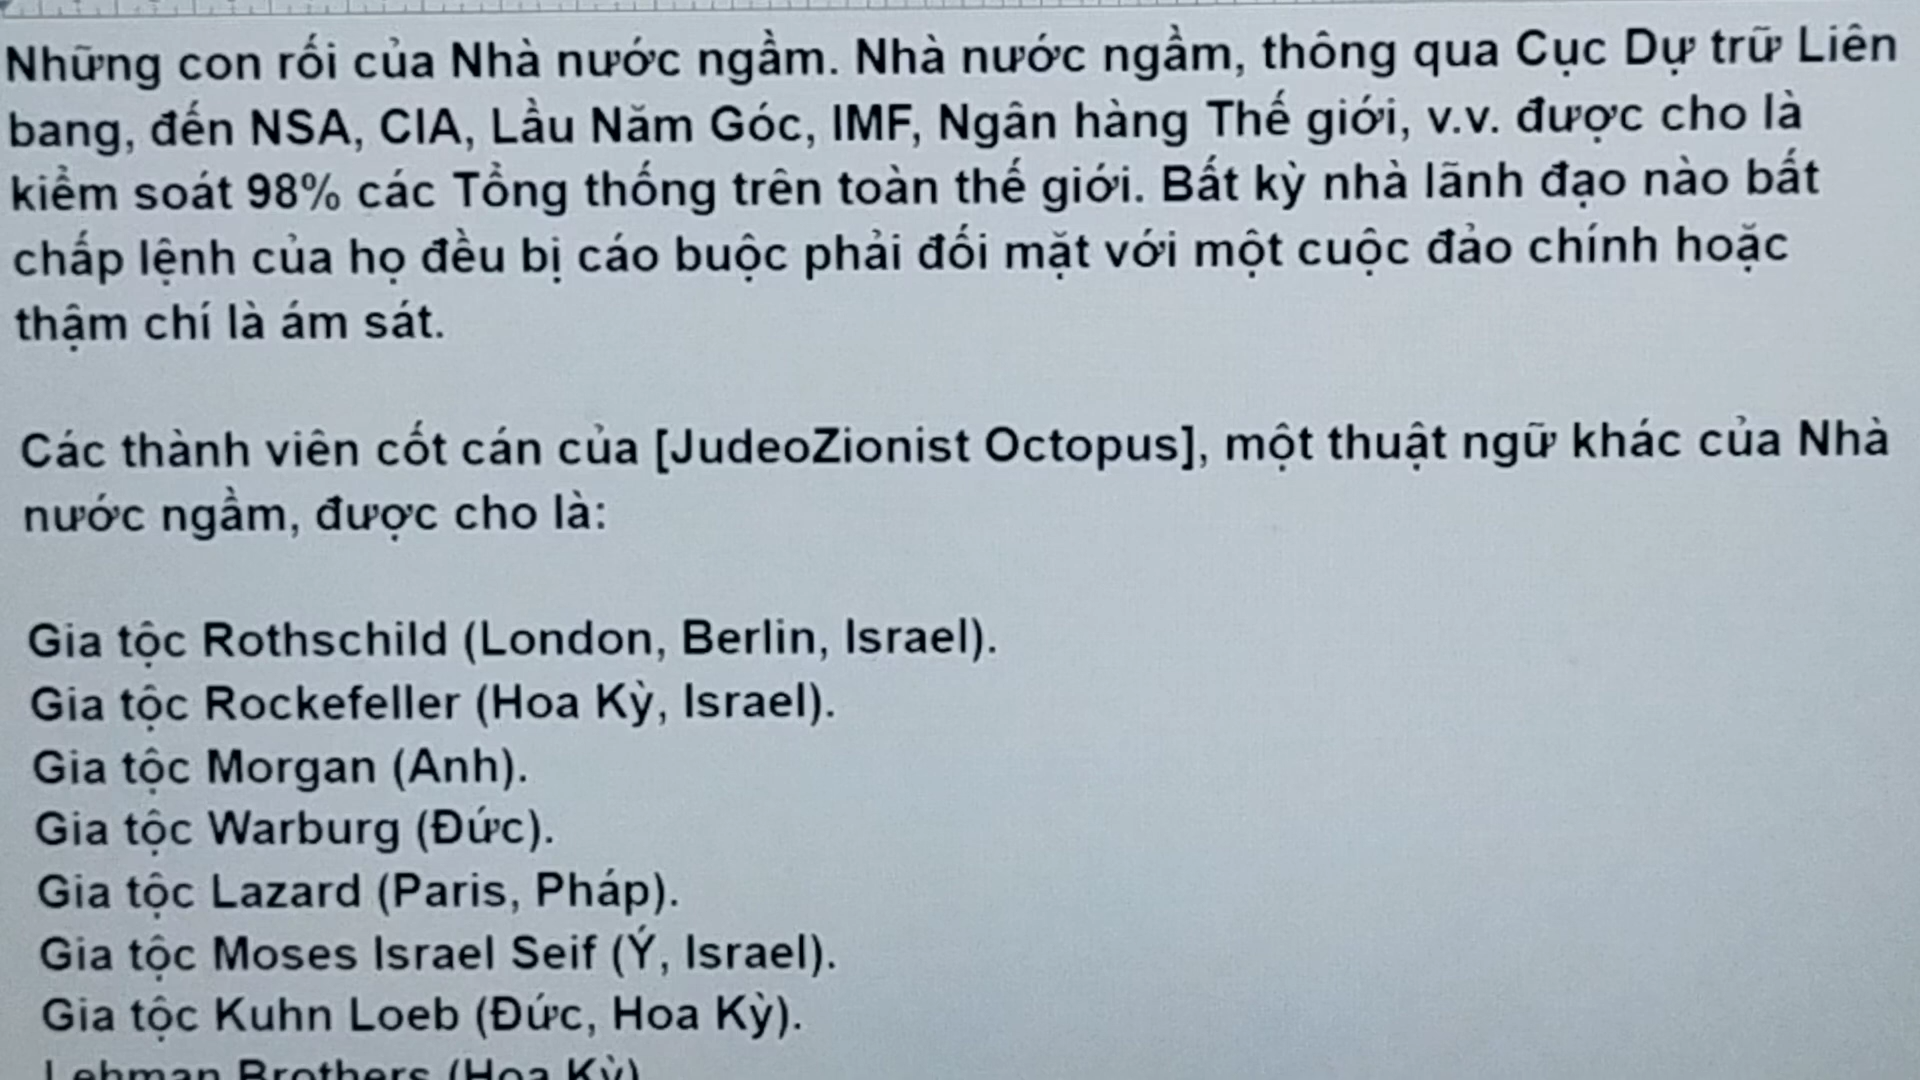 Những con rối của Nhà nước ngầm. Nhà nước ngầm, thông qua Cục Dự trữ Liên
bang, đến NSA, CIA, Lầu Năm Góc, IMF, Ngân hàng Thế giới, v.v. được cho là
kiểm soát 98% các Tổng thống trên toàn thế giới. Bất kỳ nhà lãnh đạo nào bất
chấp lệnh của họ đều bị cáo buộc phải đối mặt với một cuộc đảo chính hoặc
thậm chí là ám sát.
Các thành viên cốt cán của [JudeoZionist Octopus], một thuật ngữ khác của Nhà
nước ngầm, được cho là:
Gia tộc Rothschild (London, Berlin, Israel).
Gia tộc Rockefeller (Hoa Kỳ, Israel).
Gia tộc Morgan (Anh).
Gia tộc Warburg (Đức).
Gia tộc Lazard (Paris, Pháp).
Gia tộc Moses Israel Seif (Ý, Israel).
Gia tộc Kuhn Loeb (Đức, Hoa Kỳ).
Lehman Brothers (Hoa Kỳ)